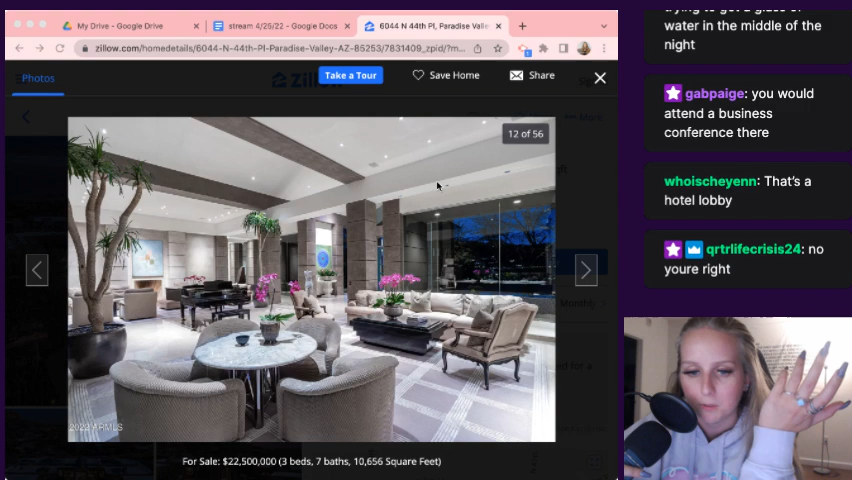 My Drive - Google Drive
stream 4/25/22 - Google Docs
6044 N 44th Pl, Paradise Valle
zillow.com/homedetails/6044-N-44th-Pl-Paradise-Valley-AZ-85253/7831409_zpid/?m...
Photos
Take a Tour
Save Home
Share
12 of 56
2022 ARMLS
For Sale: $22,500,000 (3 beds, 7 baths, 10,656 Square Feet)
trying to get a glass of
water in the middle of the
night
gabpaige: you would
attend a business
conference there
whoischeyenn: That's a
hotel lobby
qrtrlifecrisis24: no
youre right